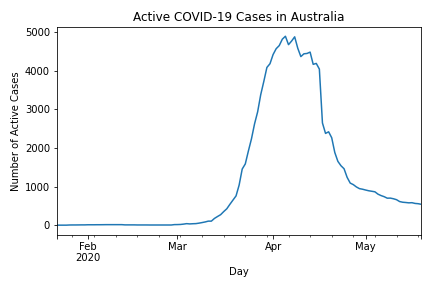 Active COVID-19 Cases in Australia
5000
4000
3000
2000
1000
0
Number of Active Cases
Feb
2020
Mar
Apr
May
Day